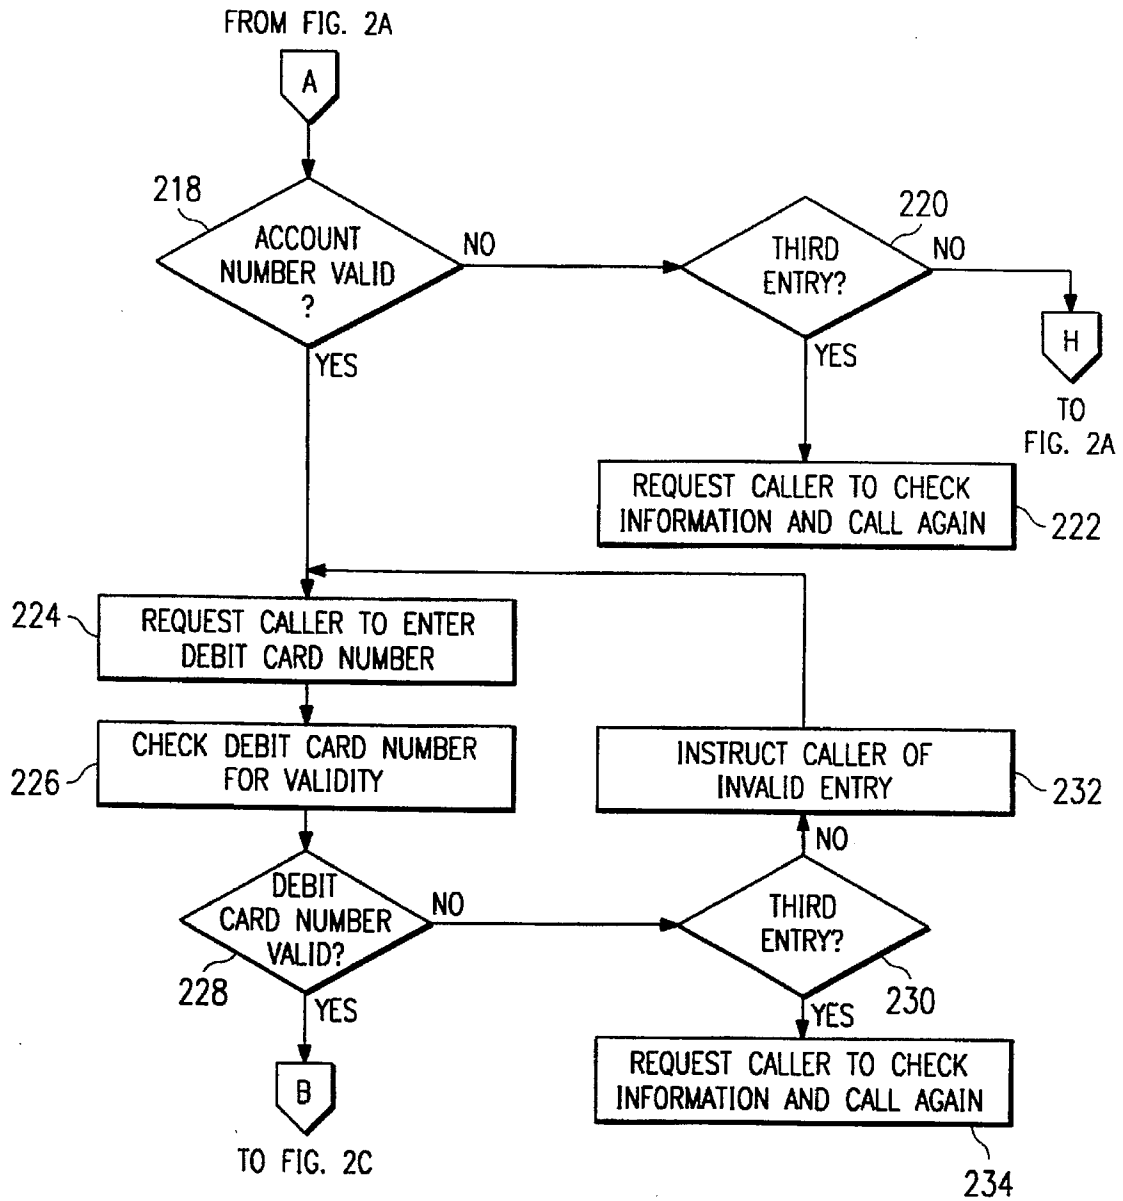 FROM FIG. 2A
A
218
ACCOUNT
NUMBER VALID
?
NO
YES
220
THIRD
ENTRY?
NO
YES
H
TO
FIG. 2A
REQUEST CALLER TO CHECK
INFORMATION AND CALL AGAIN
222
224
REQUEST CALLER TO ENTER
DEBIT CARD NUMBER
226
CHECK DEBIT CARD NUMBER
FOR VALIDITY
INSTRUCT CALLER OF
INVALID ENTRY
232
NO
DEBIT
CARD NUMBER
VALID?
NO
228
YES
THIRD
ENTRY?
230
YES
B
TO FIG. 2C
REQUEST CALLER TO CHECK
INFORMATION AND CALL AGAIN
234